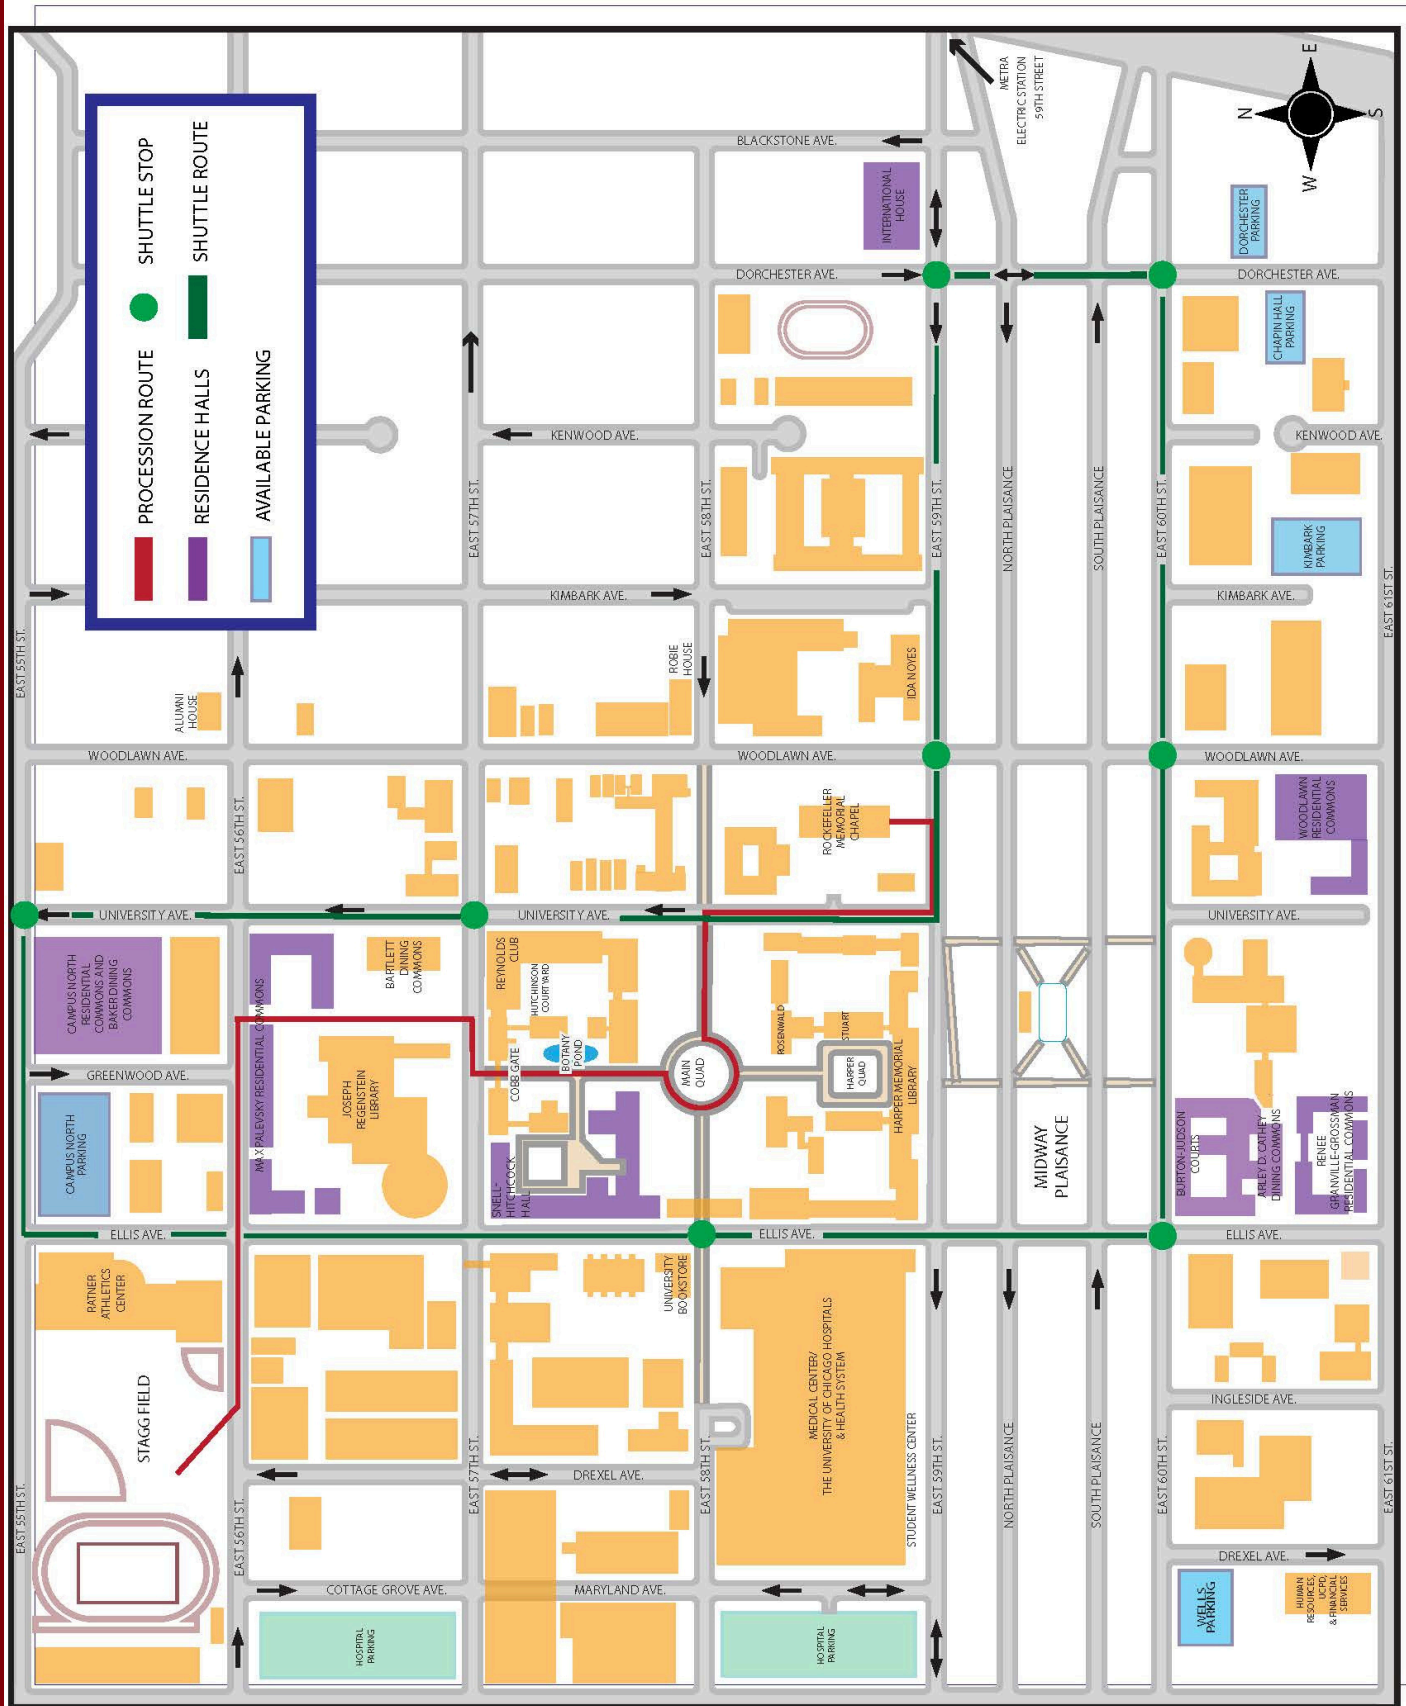 PROCESSION ROUTE
SHUTTLE STOP
RESIDENCE HALLS
SHUTTLE ROUTE
AVAILABLE PARKING
N
E
S
W
METRA
ELECTRIC STATION
59TH STREET
BLACKSTONE AVE.
INTERNATIONAL
HOUSE
DORCHESTER
PARKING
DORCHESTER AVE.
DORCHESTER AVE.
CHAPIN HALL
PARKING
KENWOOD AVE.
KENWOOD AVE.
EAST 57TH ST.
EAST 58TH ST.
EAST 59TH ST.
NORTH PLAISANCE
SOUTH PLAISANCE
EAST 60TH ST.
KIMBARK
PARKING
EAST 61ST ST.
KIMBARK AVE.
KIMBARK AVE.
EAST 55TH ST.
ALUMNI
HOUSE
ROBIE
HOUSE
IDA NOYES
WOODLAWN AVE.
WOODLAWN AVE.
WOODLAWN AVE.
EAST 56TH ST.
ROCKEFELLER
MEMORIAL
CHAPEL
WOODLAWN
RESIDENTIAL
COMMONS
UNIVERSITY AVE.
UNIVERSITY AVE.
UNIVERSITY AVE.
CAMPUS NORTH
RESIDENTIAL
COMMONS AND
BAKER DINING
COMMONS
BARTLETT
DINING
COMMONS
REYNOLDS
CLUB
HUTCHINSON
COURTYARD
MAX PALEVSKY RESIDENTIAL COMMONS
JOSEPH
REGENSTEIN
LIBRARY
COBB GATE
BOTANY
POND
MAIN
QUAD
ROSENWALD
STUART
HARPER
QUAD
HARPER MEMORIAL
LIBRARY
GREENWOOD AVE.
CAMPUS NORTH
PARKING
SNELL-
HITCHCOCK
HALL
MIDWAY
PLAISANCE
BURTON-JUDSON
COURTS
ARLEY D. CATHEY
DINING COMMONS
RENEE
GRANVILLE-GROSSMAN
RESIDENTIAL COMMONS
ELLIS AVE.
ELLIS AVE.
ELLIS AVE.
RATNER
ATHLETICS
CENTER
UNIVERSITY
BOOKSTORE
MEDICAL CENTER/
THE UNIVERSITY OF CHICAGO HOSPITALS
& HEALTH SYSTEM
STUDENT WELLNESS CENTER
STAGG FIELD
INGLESIDE AVE.
EAST 55TH ST.
EAST 56TH ST.
EAST 57TH ST.
EAST 58TH ST.
EAST 59TH ST.
NORTH PLAISANCE
SOUTH PLAISANCE
EAST 60TH ST.
EAST 61ST ST.
DREXEL AVE.
DREXEL AVE.
COTTAGE GROVE AVE.
MARYLAND AVE.
HOSPITAL
PARKING
HOSPITAL
PARKING
WELLS
PARKING
HUMAN
RESOURCES,
UCPD,
& FINANCIAL
SERVICES